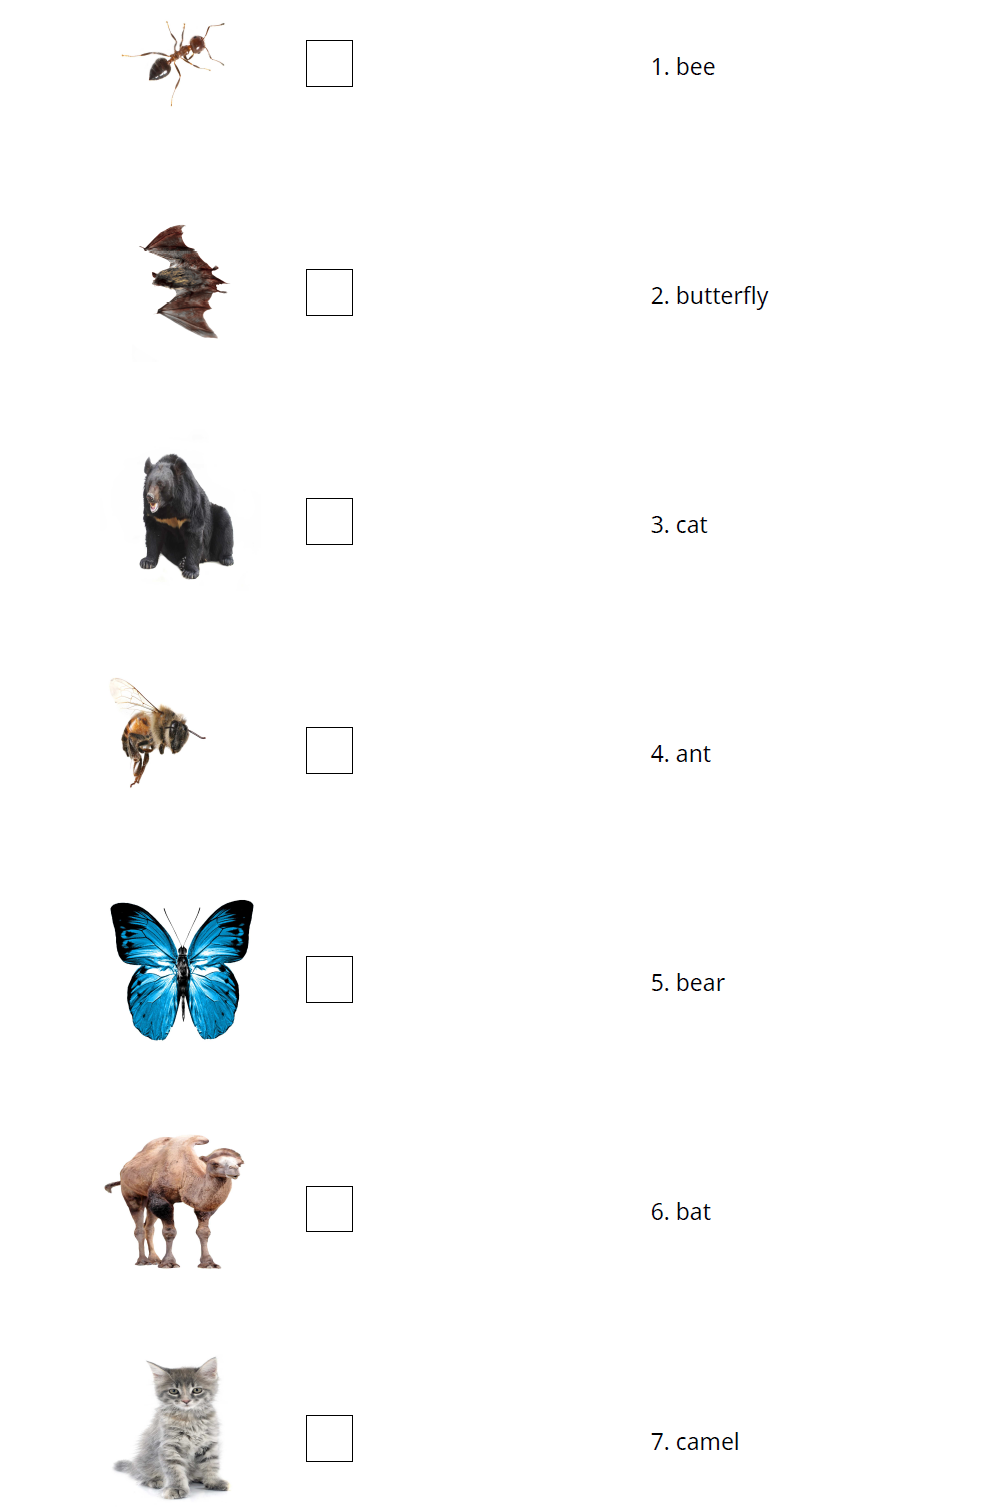 1. bee
2. butterfly
3. cat
4. ant
5. bear
6. bat
7. camel